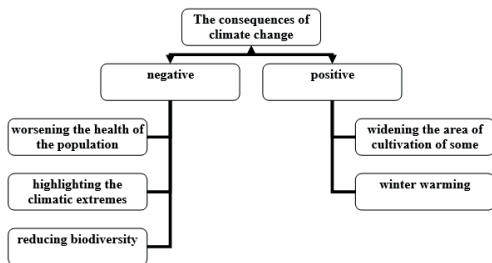 The consequences of
climate change
negative
positive
worsening the health of
the population
highlighting the
climatic extremes
reducing biodiversity
widening the area of
cultivation of some
winter warming